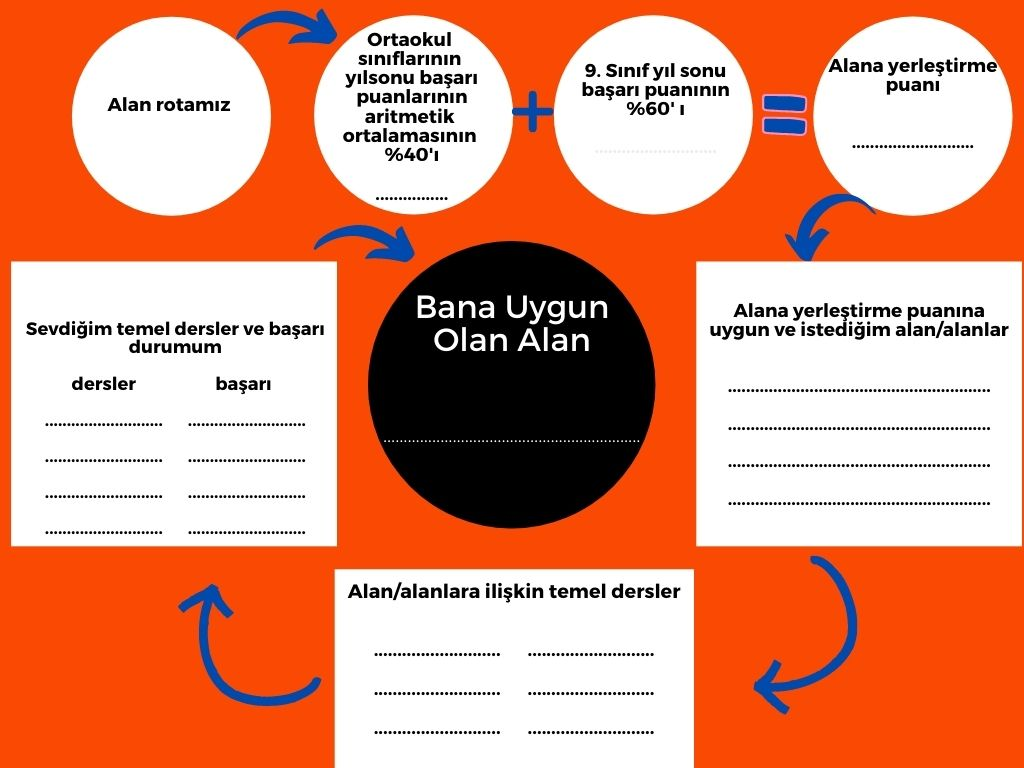 Alan rotamız
Ortaokul
sınıflarının
yılsonu başarı
puanlarının
aritmetik
ortalamasının
%40'ı
................
+
9. Sınıf yıl sonu
başarı puanının
%60' ı
...........................
=
Alana yerleştirme
puanı
...........................
Alana yerleştirme puanına
uygun ve istediğim alan/alanlar
..........................................................
..........................................................
..........................................................
..........................................................
Alan/alanlara ilişkin temel dersler
............................ ............................
............................ ............................
............................ ............................
Sevdiğim temel dersler ve başarı
durumum
dersler başarı
.......................... ..........................
.......................... ..........................
.......................... ..........................
.......................... ..........................
Bana Uygun
Olan Alan
................................................................